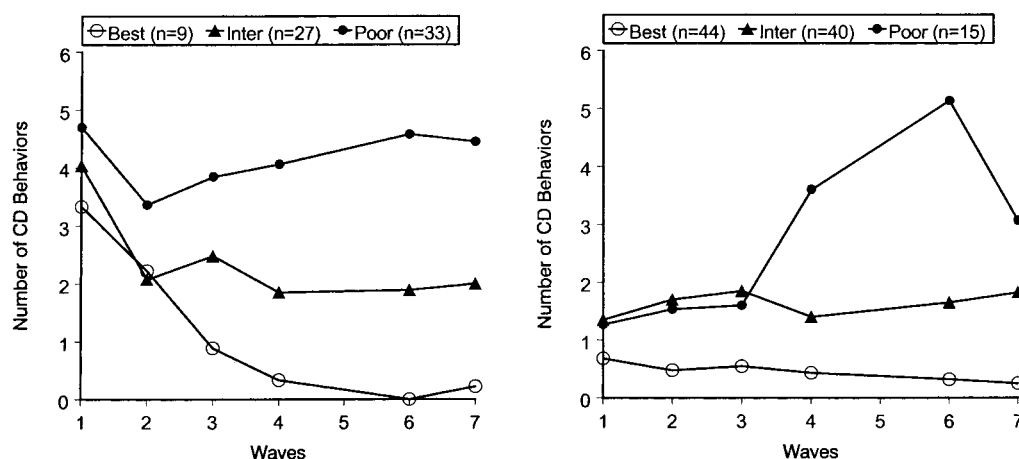 Best (n=9) Inter (n=27) Poor (n=33)
6
5
4
3
2
1
0
Number of CD Behaviors
1 2 3 4 5 6 7
Waves
Best (n=44) Inter (n=40) Poor (n=15)
6
5
4
3
2
1
0
Number of CD Behaviors
1 2 3 4 5 6 7
Waves